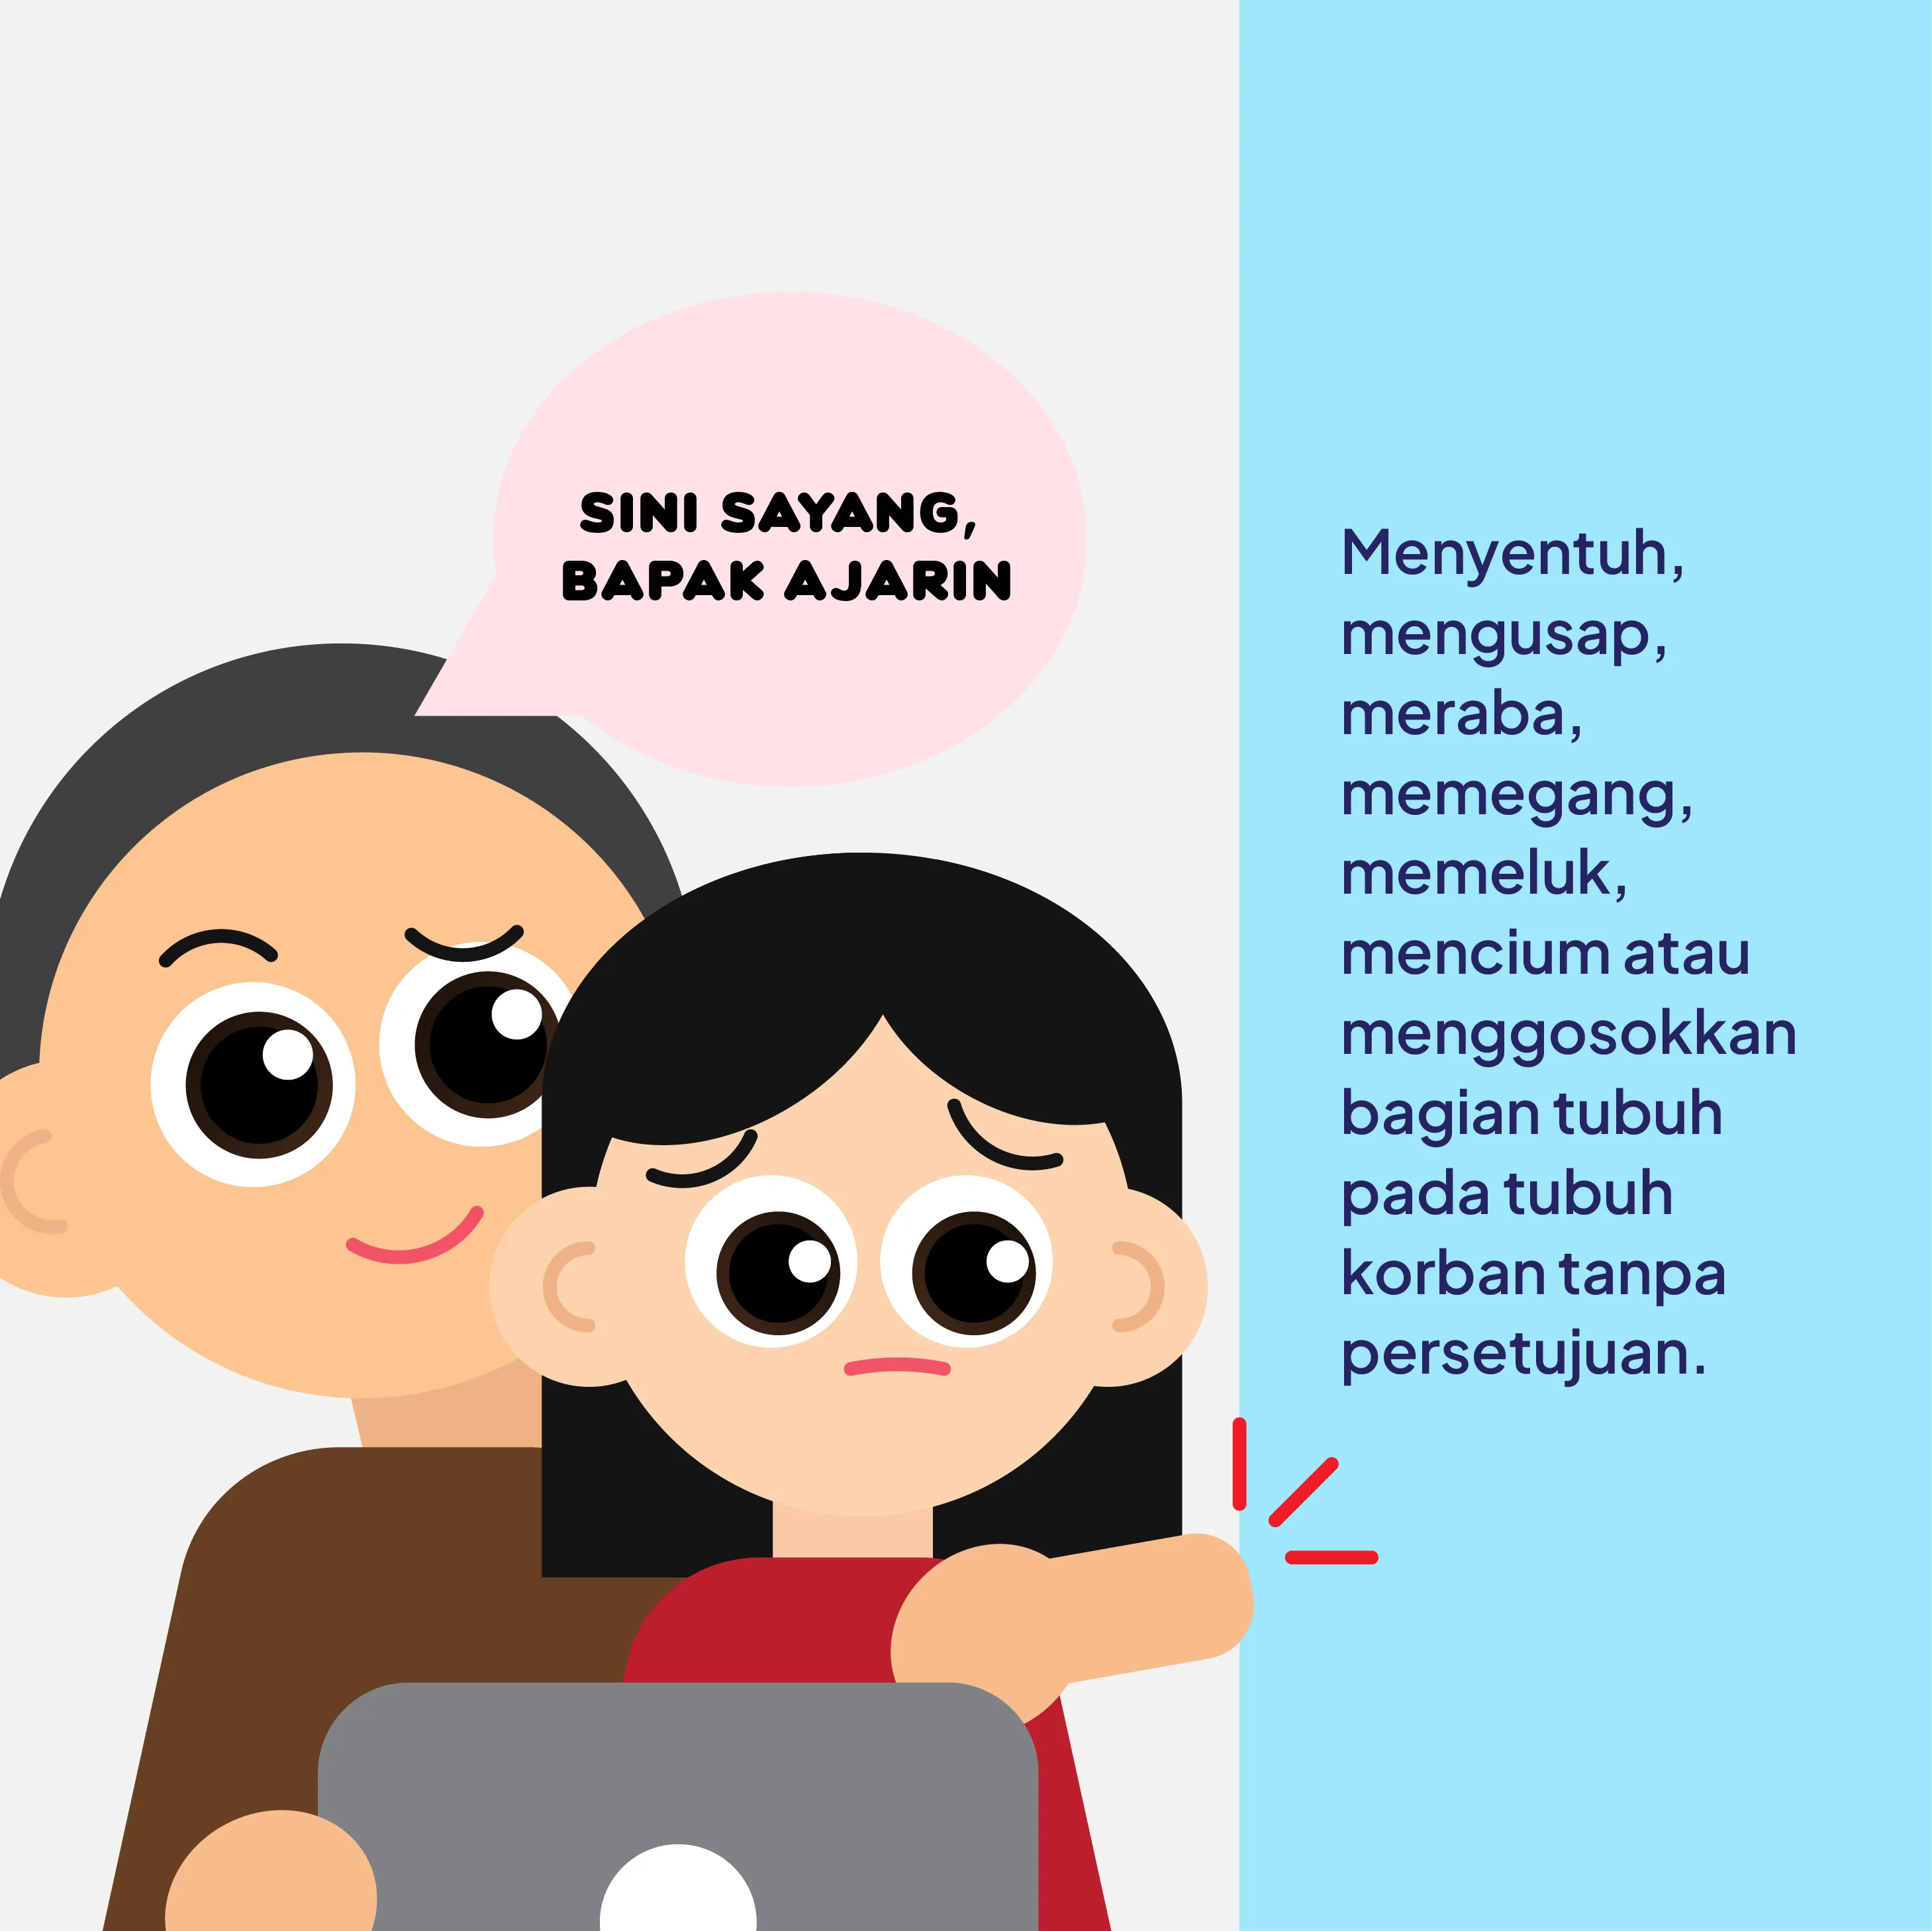 SINI SAYANG,
BAPAK AJARIN
Menyentuh,
mengusap,
meraba,
memegang,
memeluk,
mencium atau
menggosokkan
bagian tubuh
pada tubuh
korban tanpa
persetujuan.